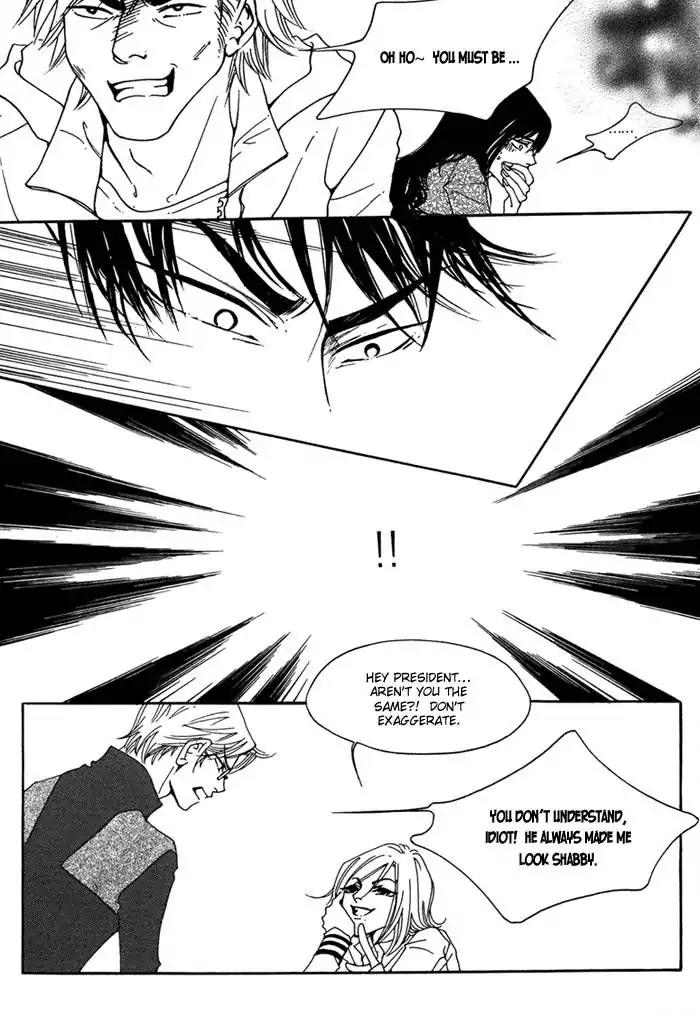 OH HO~ YOU MUST BE ...
......
!!
HEY PRESIDENT...
AREN'T YOU THE
SAME?! DON'T
EXAGGERATE.
YOU DON'T UNDERSTAND,
IDIOT! HE ALWAYS MADE ME
LOOK SHABBY.